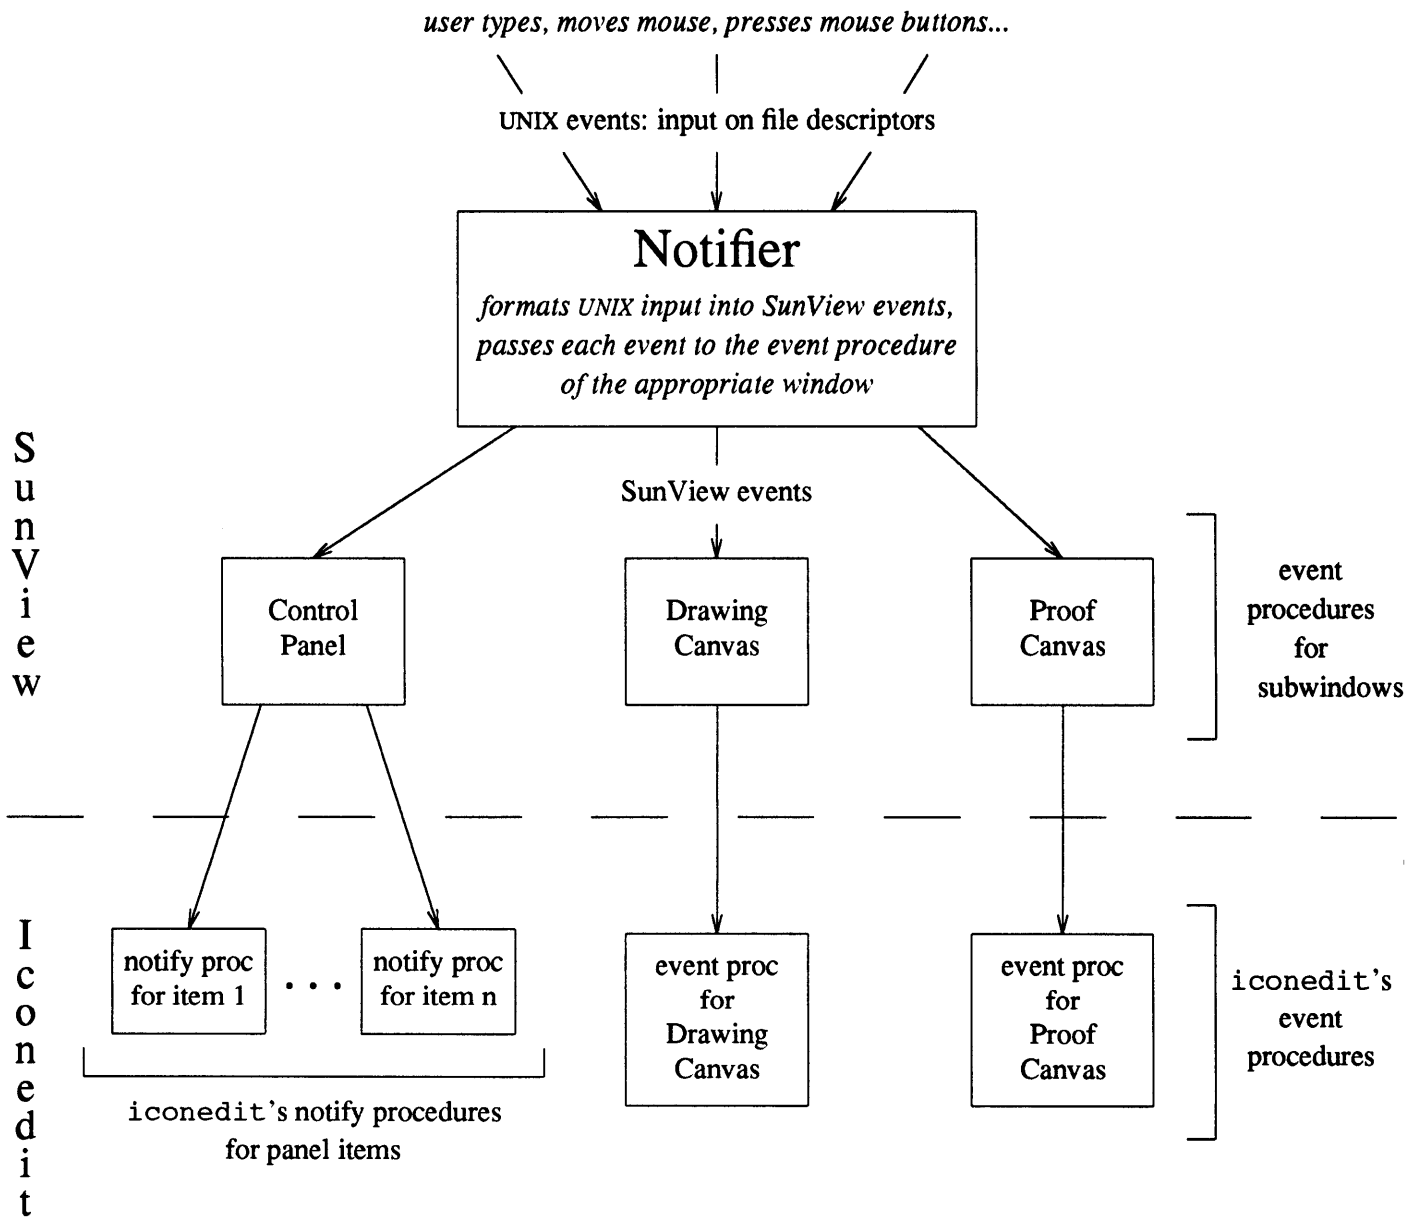 user types, moves mouse, presses mouse buttons...
UNIX events: input on file descriptors
Notifier
formats UNIX input into SunView events,
passes each event to the event procedure
of the appropriate window
SunView
SunView events
Control
Panel
Drawing
Canvas
Proof
Canvas
event
procedures
for
subwindows
Iconedit
notify proc
for item 1
...
notify proc
for item n
iconedit's notify procedures
for panel items
event proc
for
Drawing
Canvas
event proc
for
Proof
Canvas
iconedit's
event
procedures